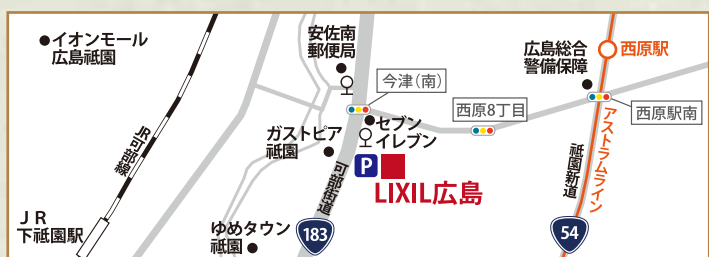 イオンモール
広島祇園
安佐南
郵便局
今津（南）
広島総合
警備保障
西原駅
西原8丁目
西原駅南
JR可部線
ガストピア
祇園
セブン
イレブン
P
LIXIL広島
可部街道
アストラムライン
祇園新道
JR
下祇園駅
ゆめタウン
祇園
183
54